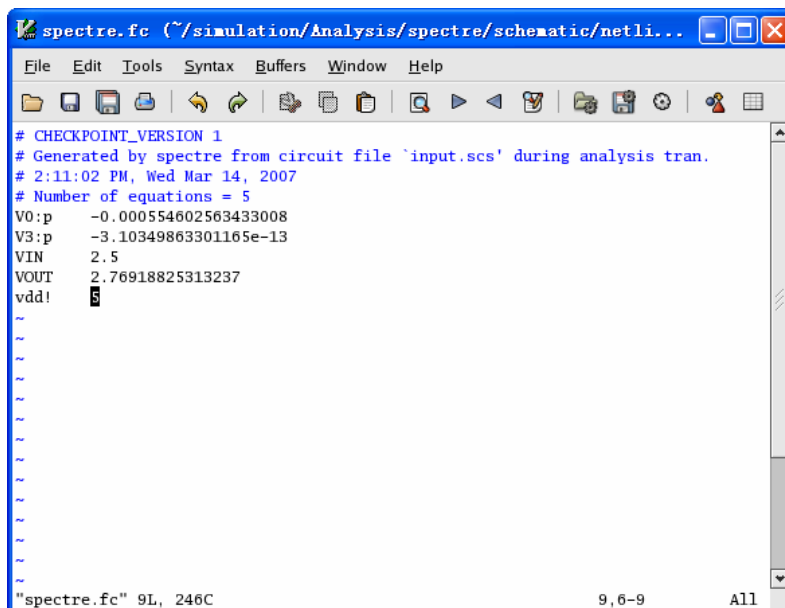 spectre.fc (~/simulation/Analysis/spectre/schematic/netli...
File Edit Tools Syntax Buffers Window Help
# CHECKPOINT_VERSION 1
# Generated by spectre from circuit file `input.scs' during analysis tran.
# 2:11:02 PM, Wed Mar 14, 2007
# Number of equations = 5
V0:p -0.000554602563433008
V3:p -3.10349863301165e-13
VIN 2.5
VOUT 2.76918825313237
vdd! 5
~
~
~
~
~
~
~
~
~
~
~
~
~
~
"spectre.fc" 9L, 246C 9,6-9 All